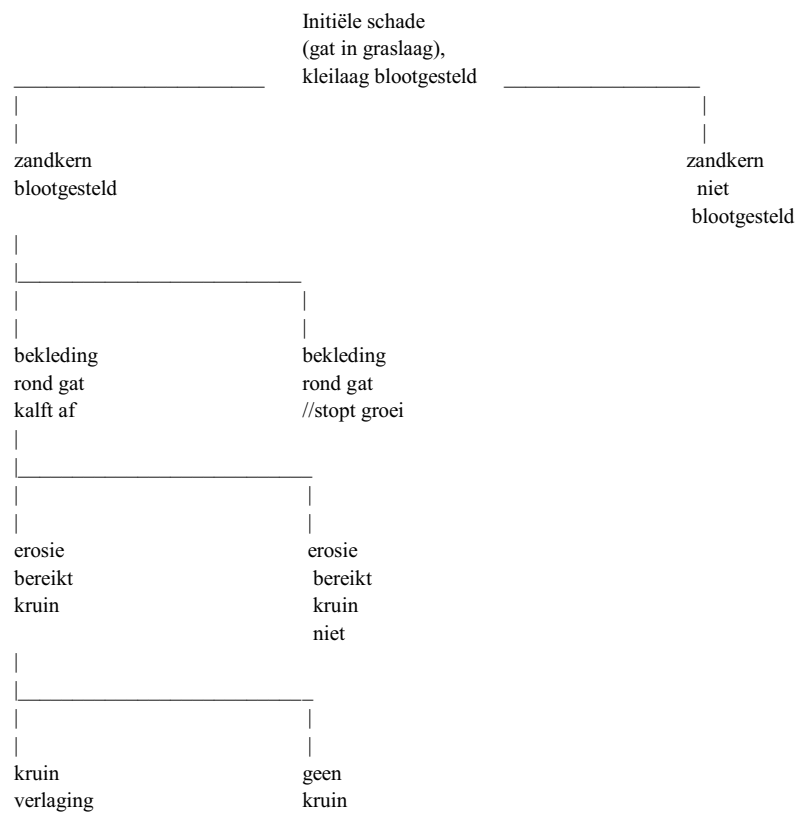 Initiële schade
(gat in graslaag),
kleilaag blootgesteld
zandkern
blootgesteld
zandkern
niet
blootgesteld
bekleding
rond gat
kalft af
bekleding
rond gat
//stopt groei
erosie
bereikt
kruin
erosie
bereikt
kruin
niet
kruin
verlaging
geen
kruin